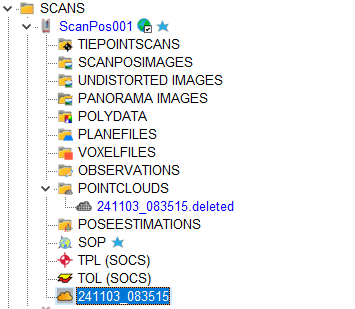 SCANS
ScanPos001
TIEPOINTSCANS
SCANPOSIMAGES
UNDISTORTED IMAGES
PANORAMA IMAGES
POLYDATA
PLANEFILES
VOXELFILES
OBSERVATIONS
POINTCLOUDS
241103_083515.deleted
POSEESTIMATIONS
SOP
TPL (SOCS)
TOL (SOCS)
241103_083515